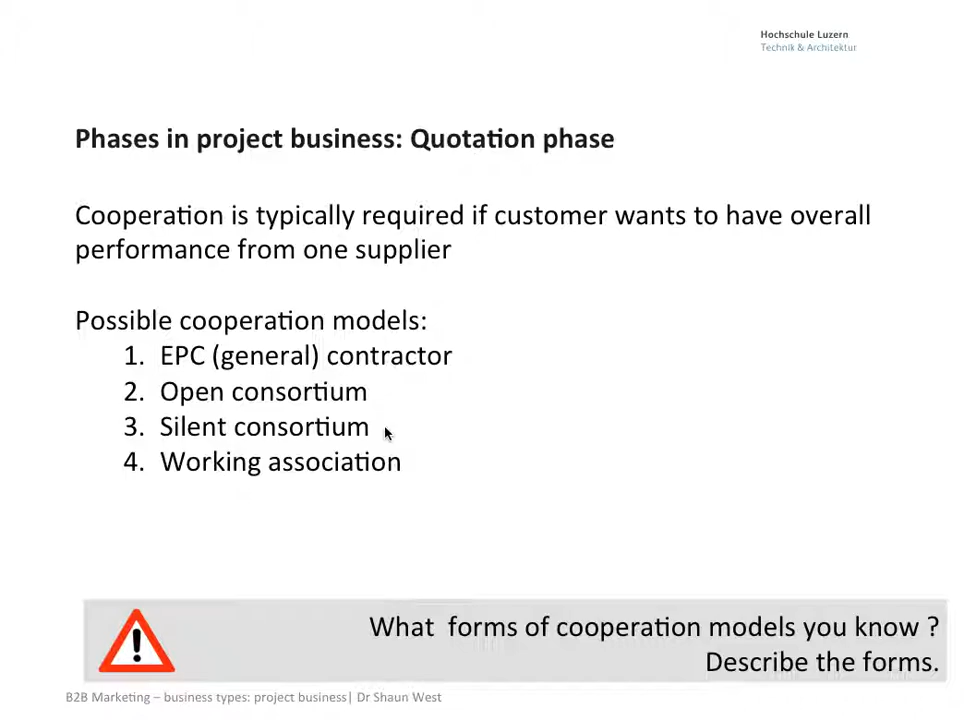 Hochschule Luzern
Technik & Architektur
Phases in project business: Quotation phase
Cooperation is typically required if customer wants to have overall
performance from one supplier
Possible cooperation models:
1. EPC (general) contractor
2. Open consortium
3. Silent consortium
4. Working association
What forms of cooperation models you know ?
Describe the forms.
B2B Marketing – business types: project business| Dr Shaun West